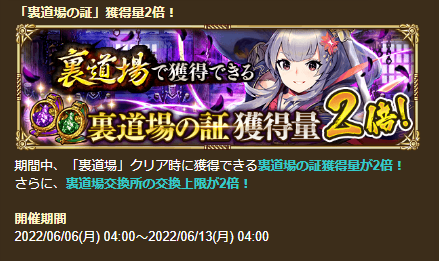 「裏道場の証」獲得量2倍！
裏道場で獲得できる
裏道場の証 獲得量2倍!
期間中、「裏道場」クリア時に獲得できる裏道場の証獲得量が2倍！
さらに、裏道場交換所の交換上限が2倍！
開催期間
2022/06/06(月) 04:00～2022/06/13(月) 04:00